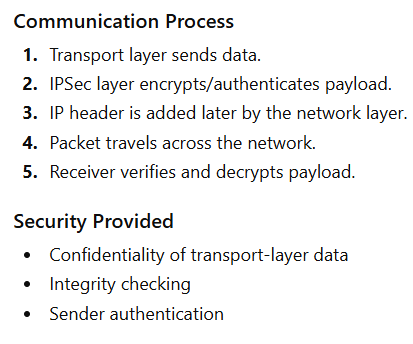 Communication Process
1. Transport layer sends data.
2. IPSec layer encrypts/authenticates payload.
3. IP header is added later by the network layer.
4. Packet travels across the network.
5. Receiver verifies and decrypts payload.
Security Provided
• Confidentiality of transport-layer data
• Integrity checking
• Sender authentication